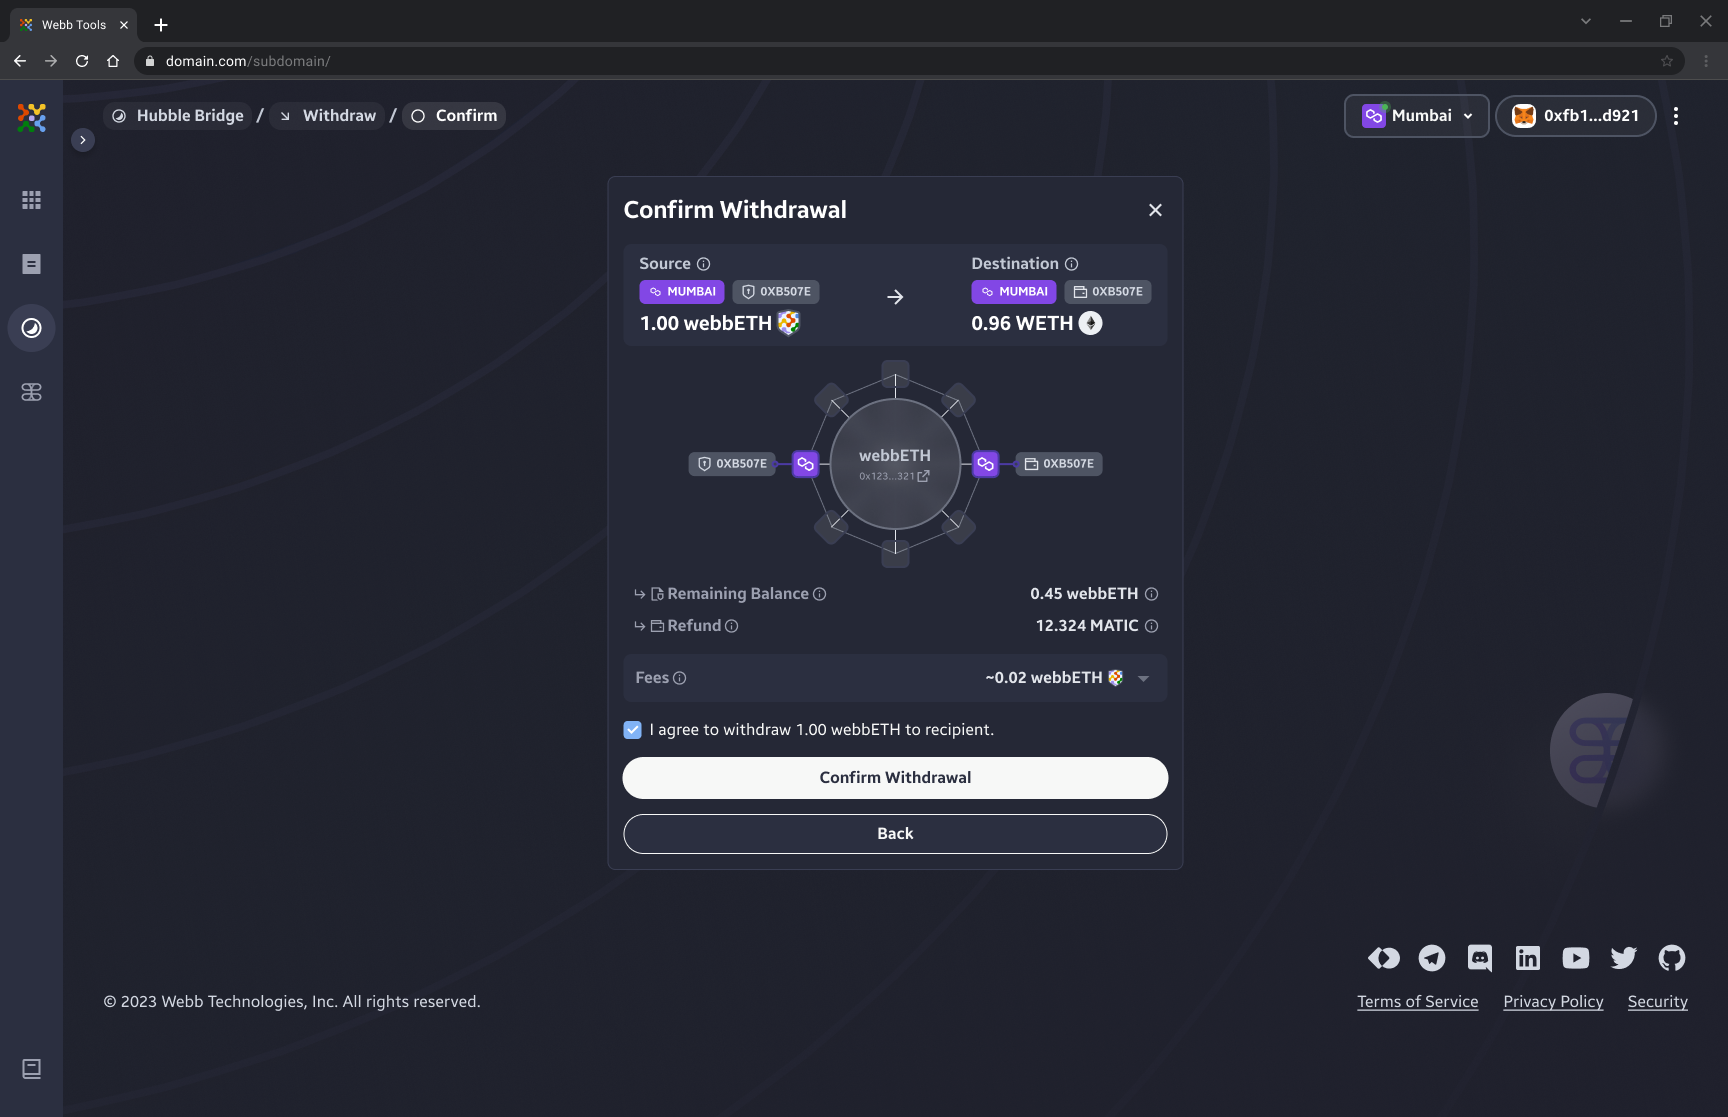 Webb Tools
domain.com/subdomain/
Hubble Bridge / Withdraw / Confirm
Mumbai
0xfb1...d921
Confirm Withdrawal
Source
Destination
MUMBAI 0XB507E
MUMBAI 0XB507E
1.00 webbETH
0.96 WETH
webbETH
0x123...321
0XB507E
0XB507E
Remaining Balance 0.45 webbETH
Refund 12.324 MATIC
Fees ~0.02 webbETH
I agree to withdraw 1.00 webbETH to recipient.
Confirm Withdrawal
Back
© 2023 Webb Technologies, Inc. All rights reserved.
Terms of Service Privacy Policy Security